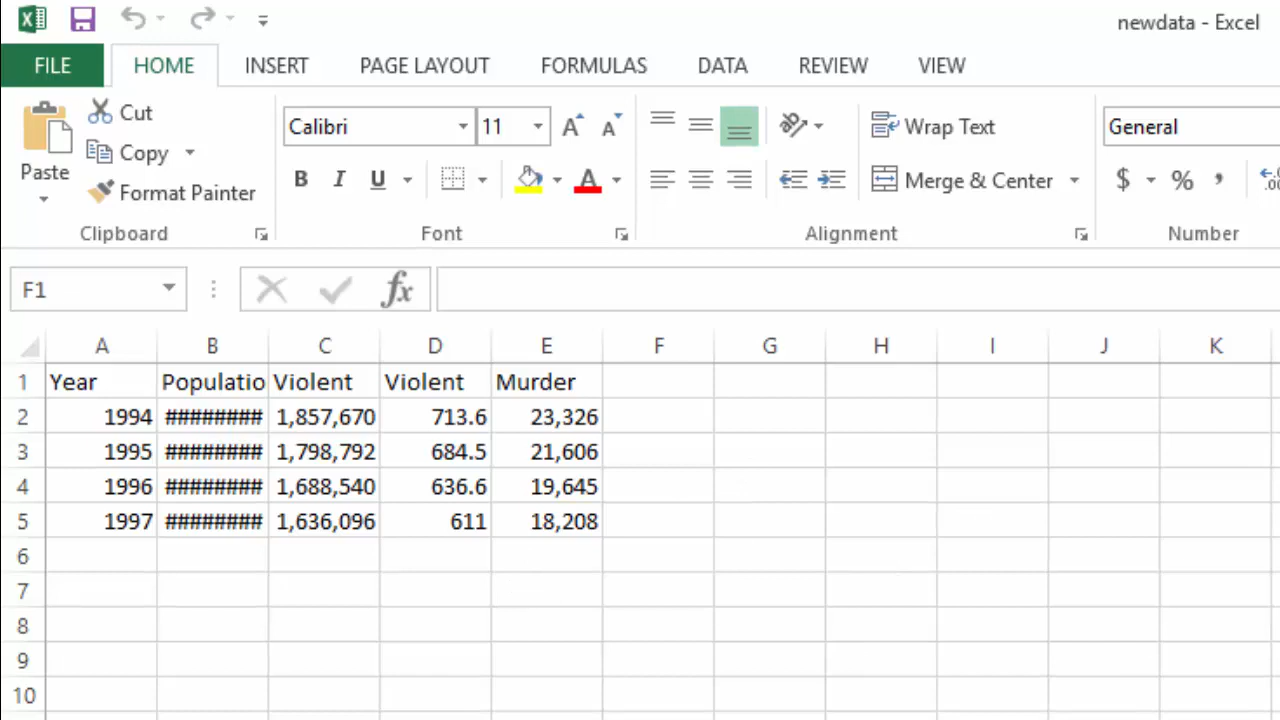 newdata - Excel
FILE HOME INSERT PAGE LAYOUT FORMULAS DATA REVIEW VIEW
Cut
Copy
Paste
Format Painter
Clipboard
Calibri 11
A A
B I U A
Font
Wrap Text
Merge & Center
Alignment
General
$ % ,
Number
F1 fx
A B C D E F G H I J K
1 Year Populatio Violent Violent Murder
2 1994 ######## 1,857,670 713.6 23,326
3 1995 ######## 1,798,792 684.5 21,606
4 1996 ######## 1,688,540 636.6 19,645
5 1997 ######## 1,636,096 611 18,208
6
7
8
9
10